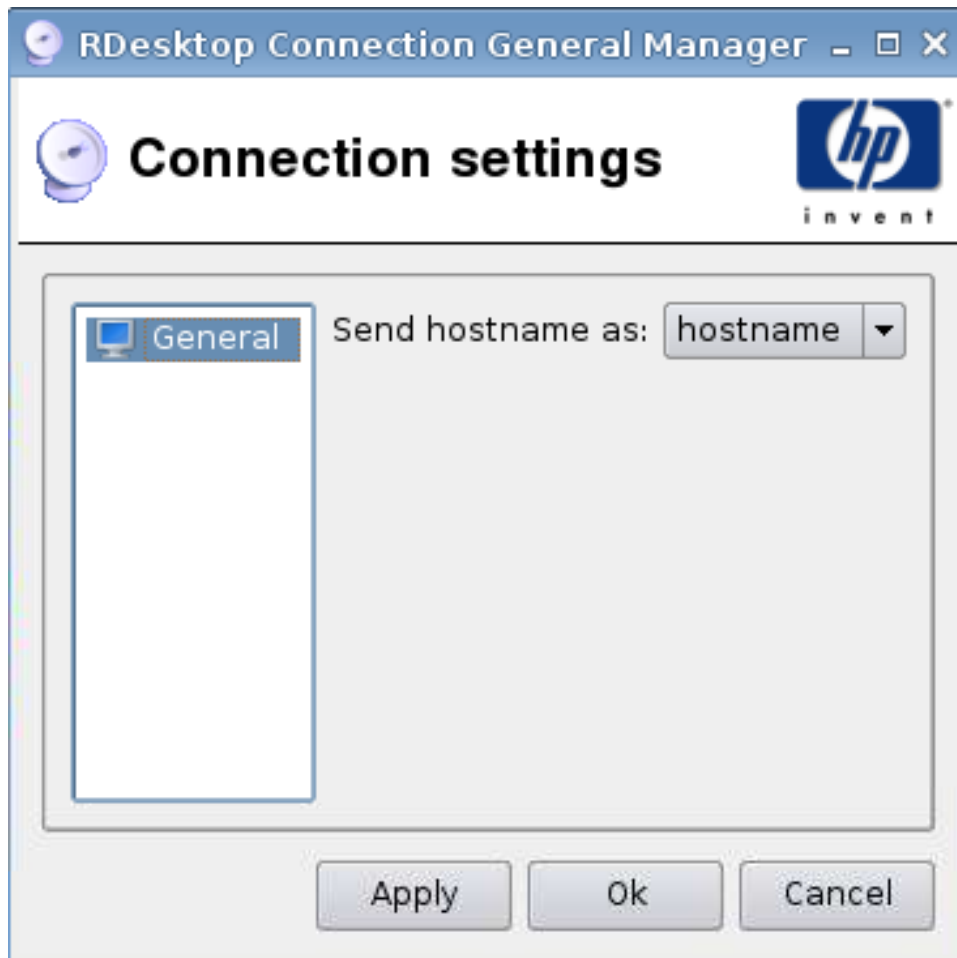 RDesktop Connection General Manager
Connection settings
hp
invent
General
Send hostname as: hostname
Apply Ok Cancel